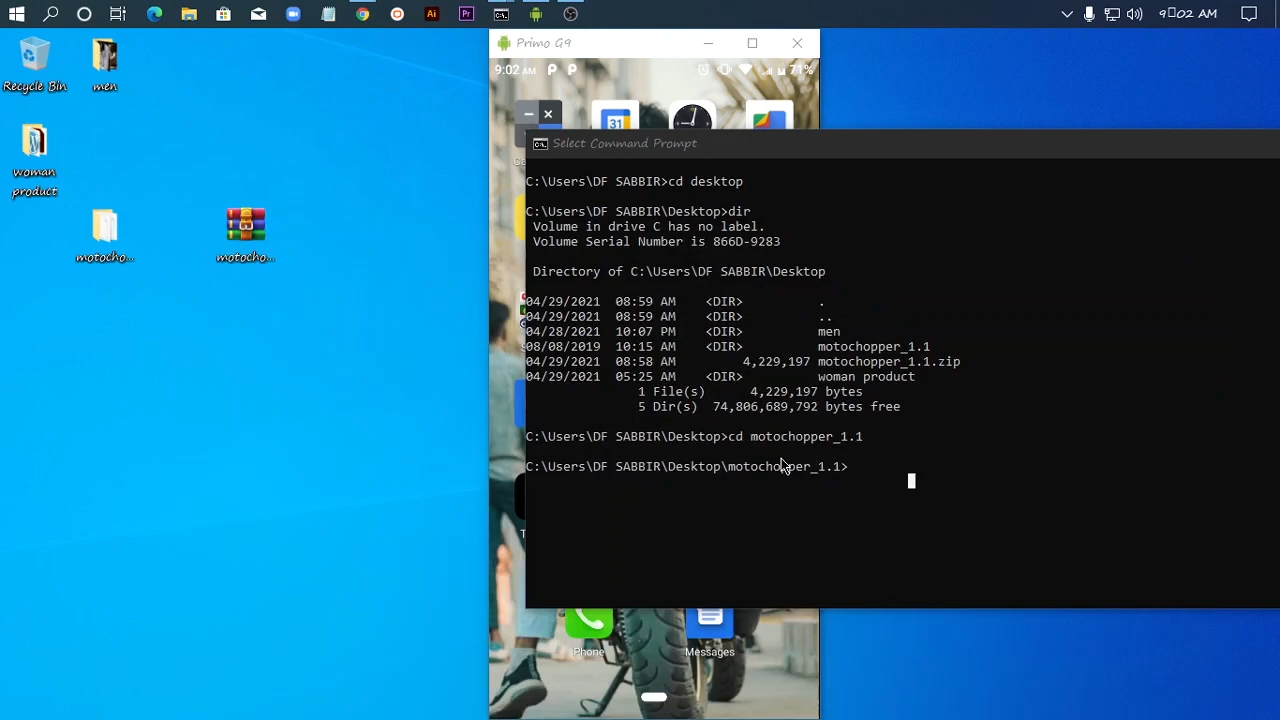 Ai
Pr
9:02 AM
Primo G9
9:02 AM
71%
31
Recycle Bin
men
woman product
motocho...
motocho...
Select Command Prompt
C:\Users\DF SABBIR>cd desktop
C:\Users\DF SABBIR\Desktop>dir
Volume in drive C has no label.
Volume Serial Number is 866D-9283
Directory of C:\Users\DF SABBIR\Desktop
04/29/2021 08:59 AM <DIR> .
04/29/2021 08:59 AM <DIR> ..
04/28/2021 10:07 PM <DIR> men
08/08/2019 10:15 AM <DIR> motochopper_1.1
04/29/2021 08:58 AM 4,229,197 motochopper_1.1.zip
04/29/2021 05:25 AM <DIR> woman product
1 File(s) 4,229,197 bytes
5 Dir(s) 74,806,689,792 bytes free
C:\Users\DF SABBIR\Desktop>cd motochopper_1.1
C:\Users\DF SABBIR\Desktop\motochopper_1.1>
Phone
Messages